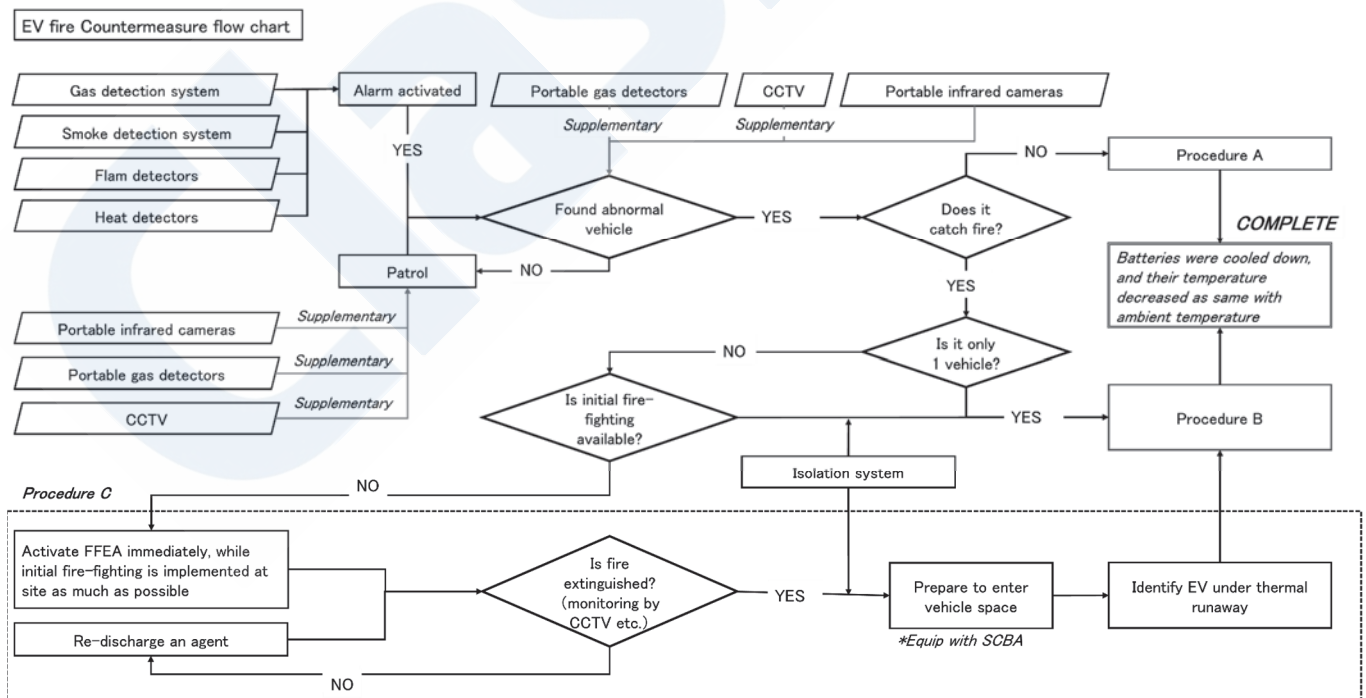 EV fire Countermeasure flow chart
Gas detection system
Smoke detection system
Flam detectors
Heat detectors
Alarm activated
YES
Patrol
Portable infrared cameras
Supplementary
Portable gas detectors
Supplementary
CCTV
Supplementary
Portable gas detectors
CCTV
Portable infrared cameras
Supplementary
Supplementary
Found abnormal
vehicle
NO
YES
Does it
catch fire?
NO
Procedure A
COMPLETE
Batteries were cooled down,
and their temperature
decreased as same with
ambient temperature
YES
Is it only
1 vehicle?
NO
YES
Procedure B
Is initial fire-
fighting
available?
Isolation system
NO
Procedure C
Activate FFEA immediately, while
initial fire-fighting is implemented at
site as much as possible
Re-discharge an agent
Is fire
extinguished?
(monitoring by
CCTV etc.)
NO
YES
Prepare to enter
vehicle space
*Equip with SCBA
Identify EV under thermal
runaway